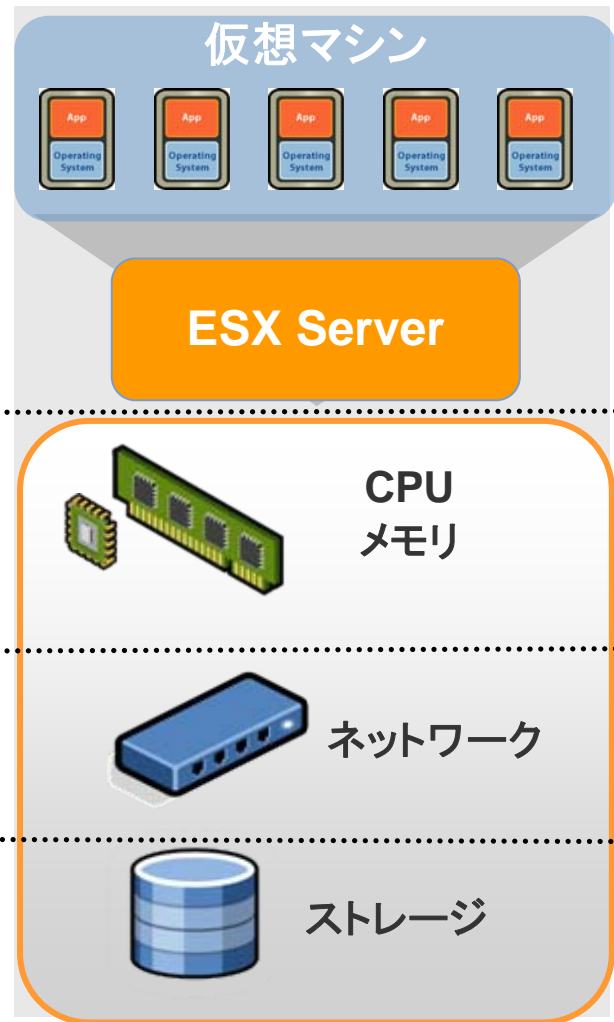 仮想マシン
App
Operating
System
App
Operating
System
App
Operating
System
App
Operating
System
App
Operating
System
ESX Server
CPU
メモリ
ネットワーク
ストレージ